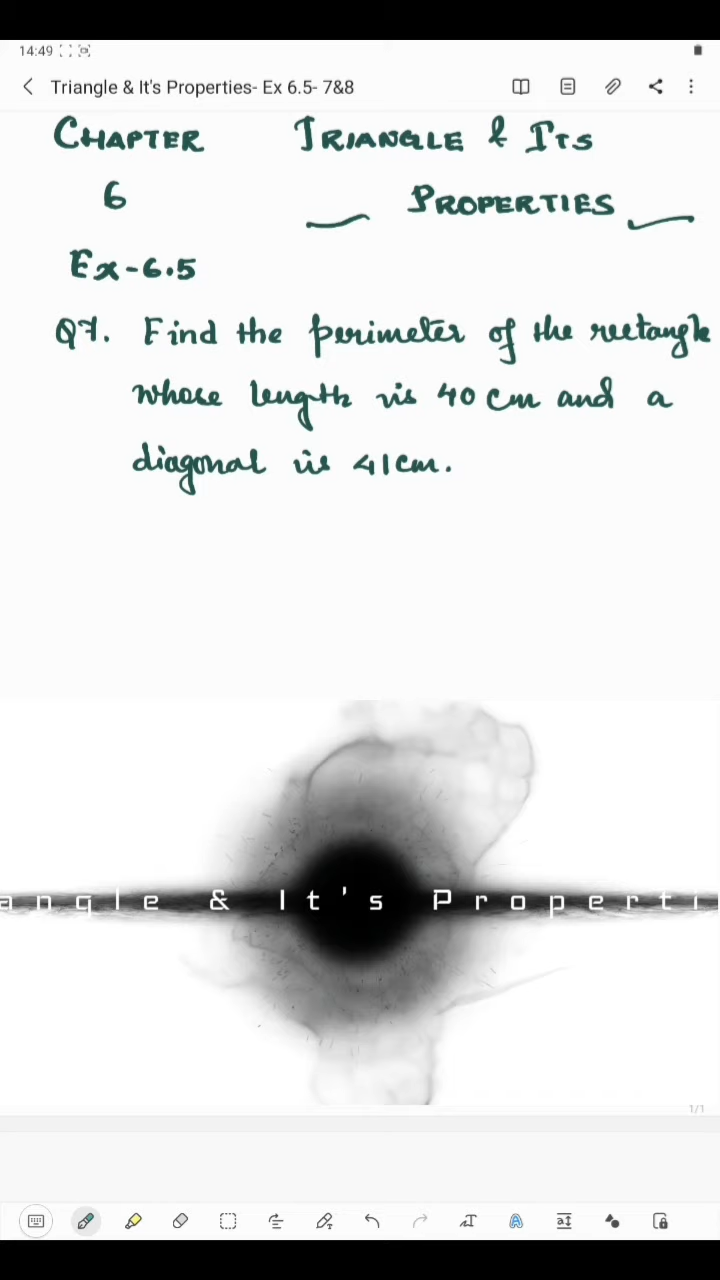 14:49
Triangle & It's Properties- Ex 6.5- 7&8
CHAPTER TRIANGLE & ITS
6 PROPERTIES
Ex-6.5
Q7. Find the perimeter of the rectangle
whose length is 40 cm and a
diagonal is 41cm.
angle & It's Properti
1/1